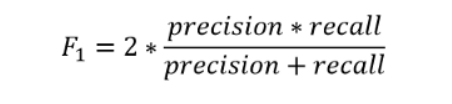 F₁ = 2 * precision * recall / precision + recall